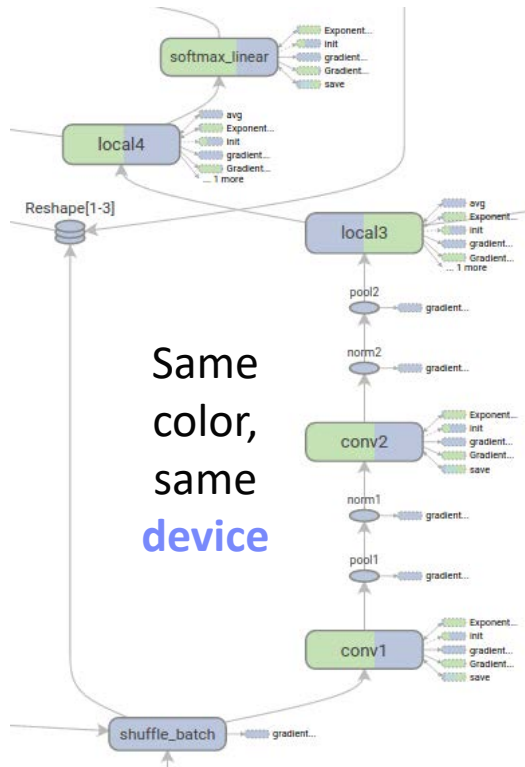 Exponent...
init
gradient...
Gradient...
save
softmax_linear
avg
Exponent...
init
gradient...
Gradient...
... 1 more
local4
Reshape[1-3]
avg
Exponent...
init
gradient...
Gradient...
... 1 more
local3
pool2
gradient...
norm2
gradient...
Same
color,
same
device
Exponent...
init
gradient...
Gradient...
save
conv2
norm1
gradient...
pool1
gradient...
Exponent...
init
gradient...
Gradient...
save
conv1
shuffle_batch
gradient...